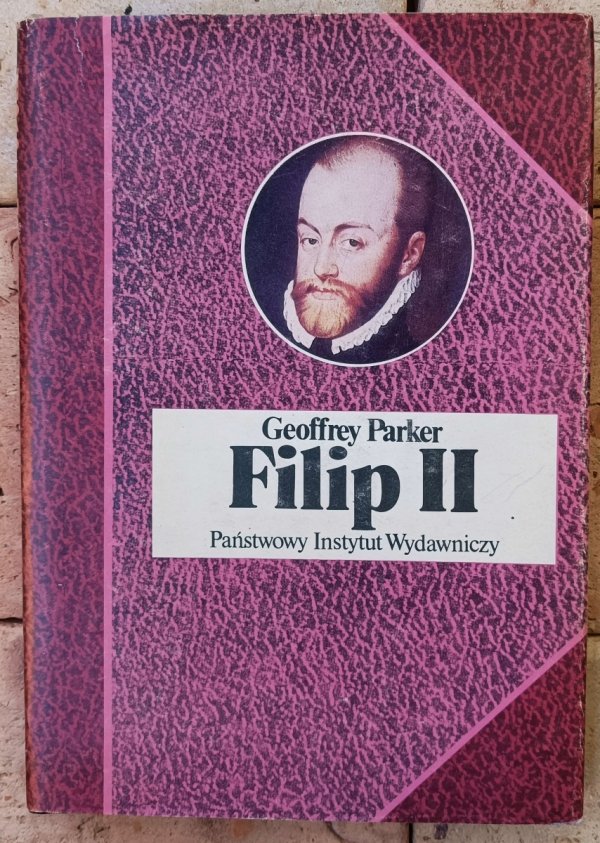 Geoffrey Parker
Filip II
Państwowy Instytut Wydawniczy